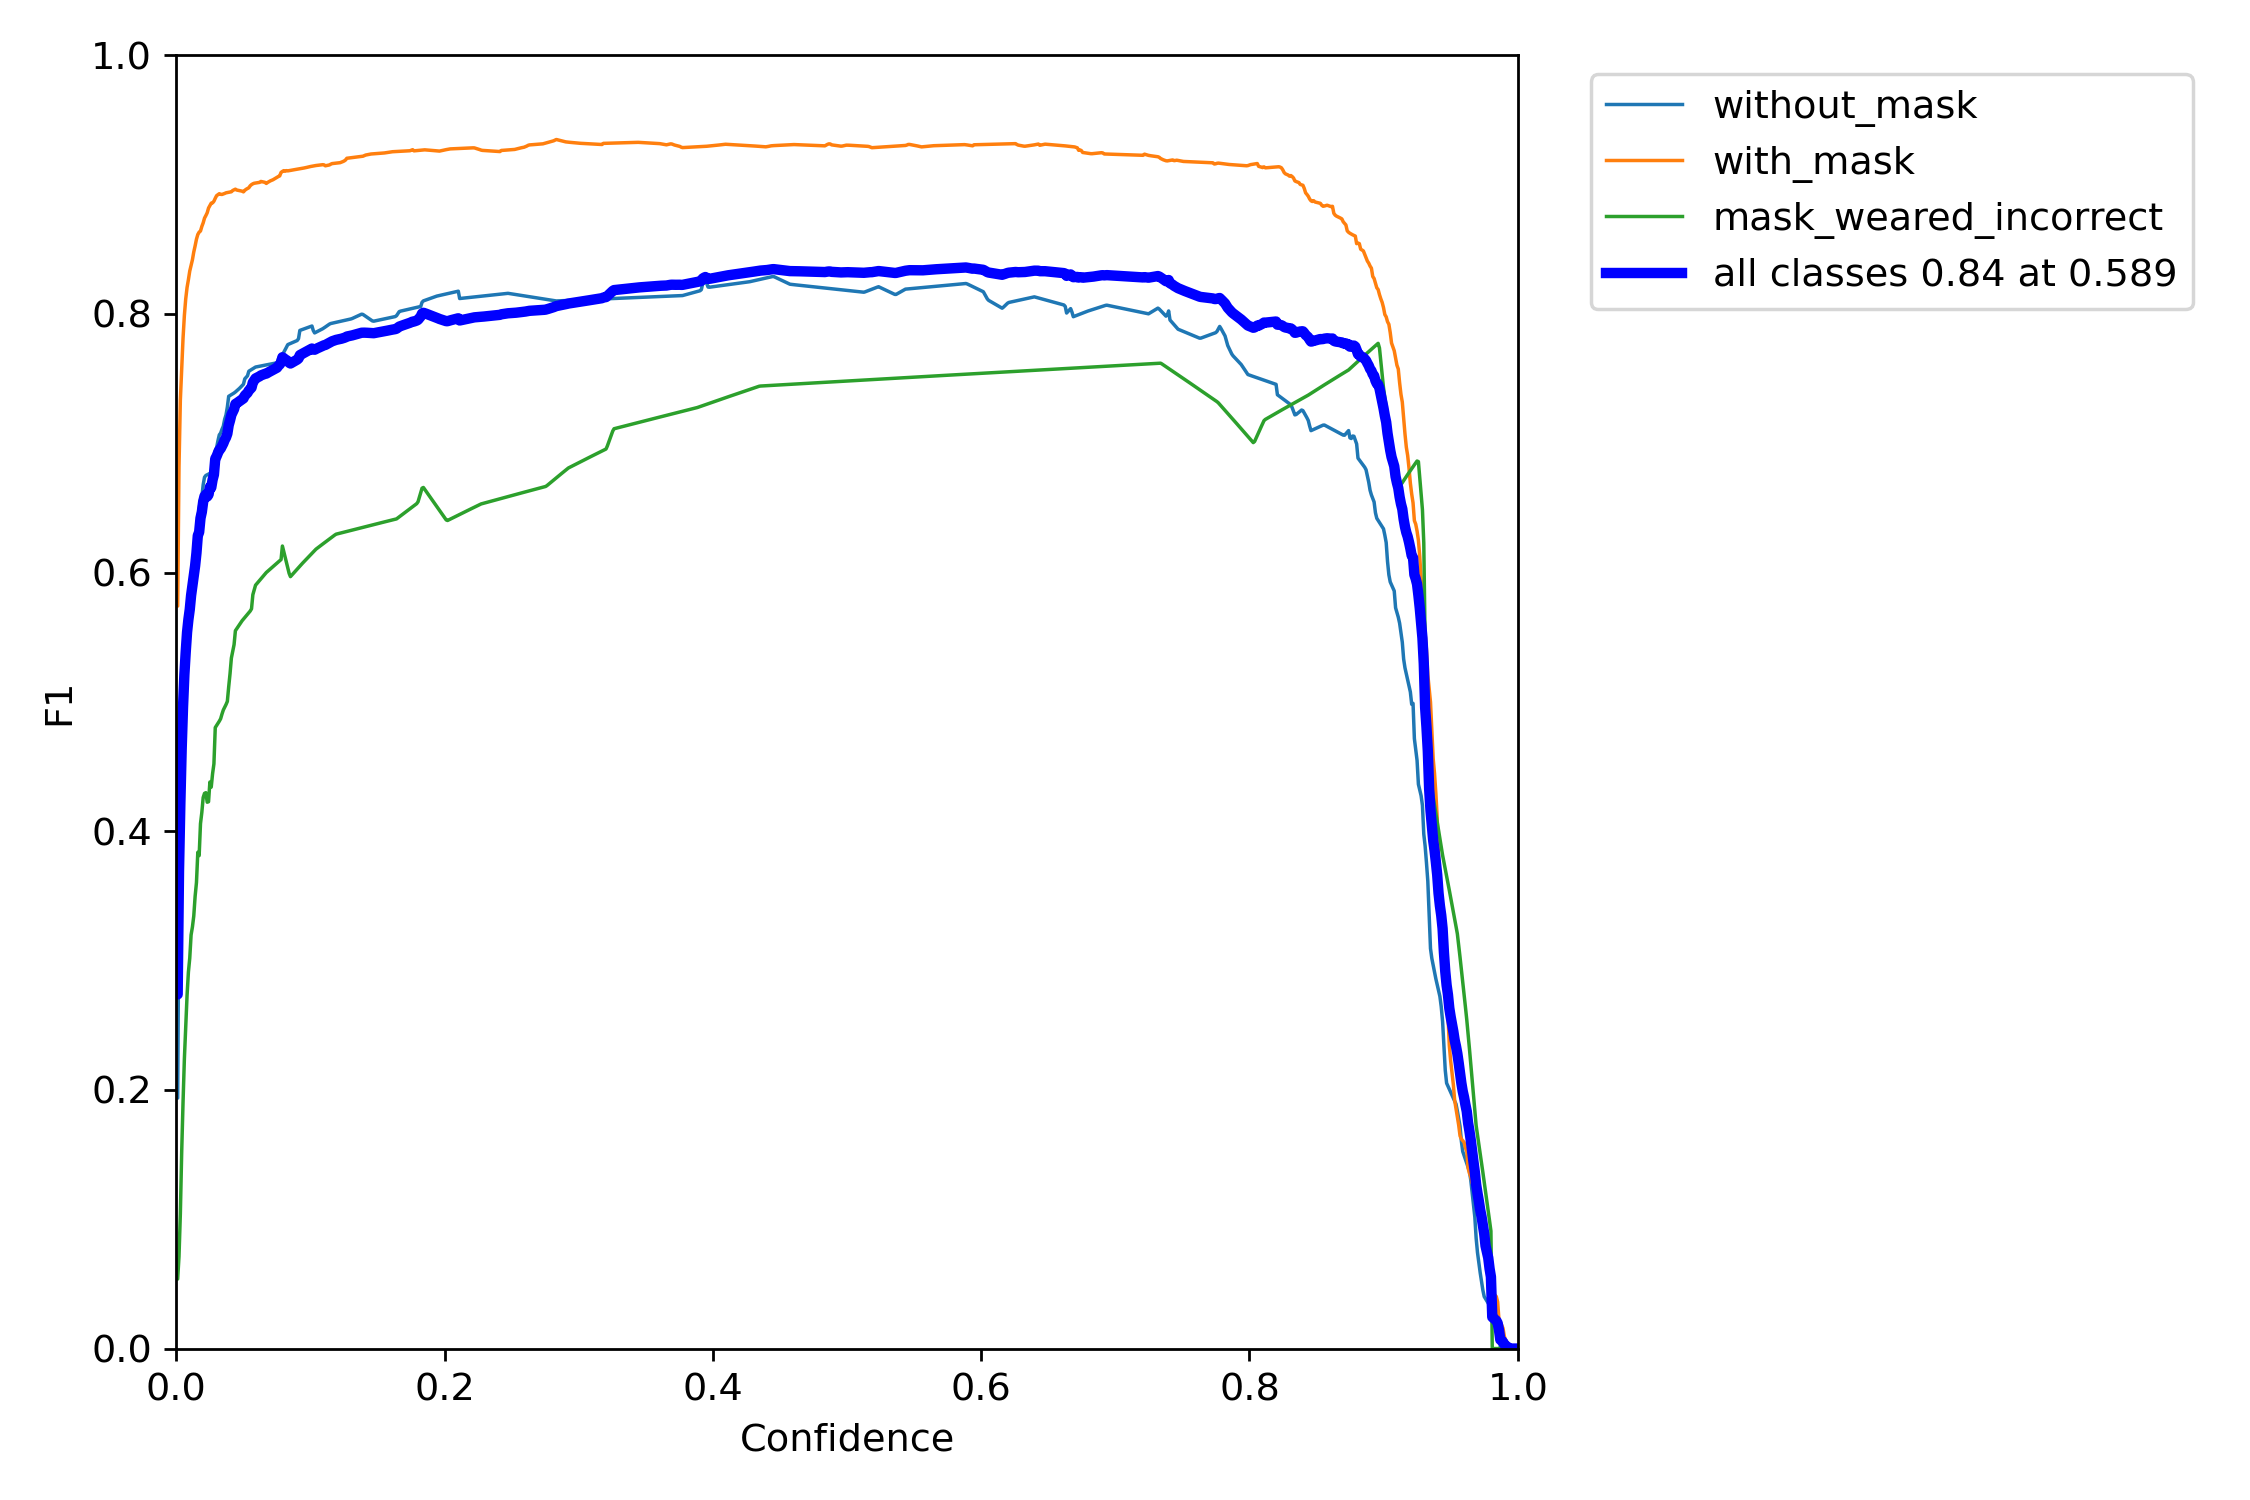 1.0
0.8
0.6
0.4
0.2
0.0
F1
0.0 0.2 0.4 0.6 0.8 1.0
Confidence
without_mask
with_mask
mask_weared_incorrect
all classes 0.84 at 0.589